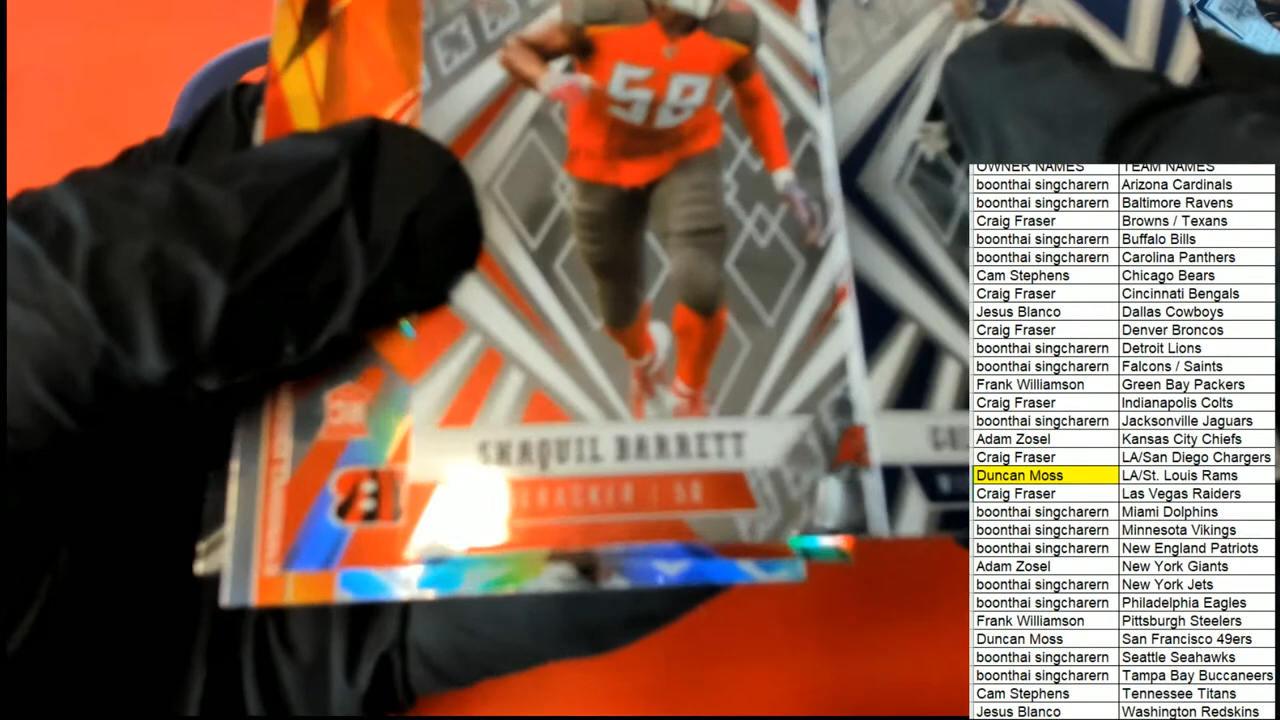 58
SHAQUIL BARRETT
OWNER NAMES TEAM NAMES
boonthai singcharern Arizona Cardinals
boonthai singcharern Baltimore Ravens
Craig Fraser Browns / Texans
boonthai singcharern Buffalo Bills
boonthai singcharern Carolina Panthers
Cam Stephens Chicago Bears
Craig Fraser Cincinnati Bengals
Jesus Blanco Dallas Cowboys
Craig Fraser Denver Broncos
boonthai singcharern Detroit Lions
boonthai singcharern Falcons / Saints
Frank Williamson Green Bay Packers
Craig Fraser Indianapolis Colts
boonthai singcharern Jacksonville Jaguars
Adam Zosel Kansas City Chiefs
Craig Fraser LA/San Diego Chargers
Duncan Moss LA/St. Louis Rams
Craig Fraser Las Vegas Raiders
boonthai singcharern Miami Dolphins
boonthai singcharern Minnesota Vikings
boonthai singcharern New England Patriots
Adam Zosel New York Giants
boonthai singcharern New York Jets
boonthai singcharern Philadelphia Eagles
Frank Williamson Pittsburgh Steelers
Duncan Moss San Francisco 49ers
boonthai singcharern Seattle Seahawks
boonthai singcharern Tampa Bay Buccaneers
Cam Stephens Tennessee Titans
Jesus Blanco Washington Redskins